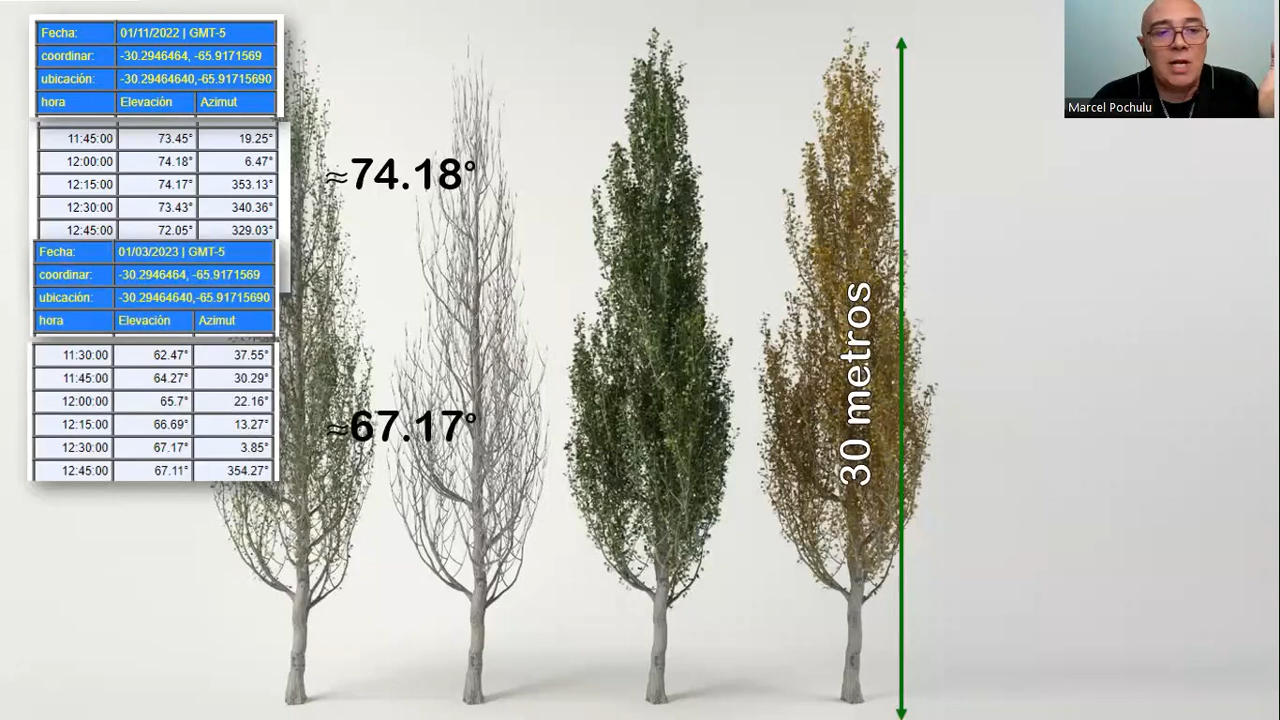 Fecha: 01/11/2022 | GMT-5
coordinar: -30.2946464, -65.9171569
ubicación: -30.29464640,-65.91715690
hora Elevación Azimut
11:45:00 73.45° 19.25°
12:00:00 74.18° 6.47°
12:15:00 74.17° 353.13°
12:30:00 73.43° 340.36°
12:45:00 72.05° 329.03°
Fecha: 01/03/2023 | GMT-5
coordinar: -30.2946464, -65.9171569
ubicación: -30.29464640,-65.91715690
hora Elevación Azimut
11:30:00 62.47° 37.55°
11:45:00 64.27° 30.29°
12:00:00 65.7° 22.16°
12:15:00 66.69° 13.27°
12:30:00 67.17° 3.85°
12:45:00 67.11° 354.27°
≈74.18°
≈67.17°
30 metros
Marcel Pochulu